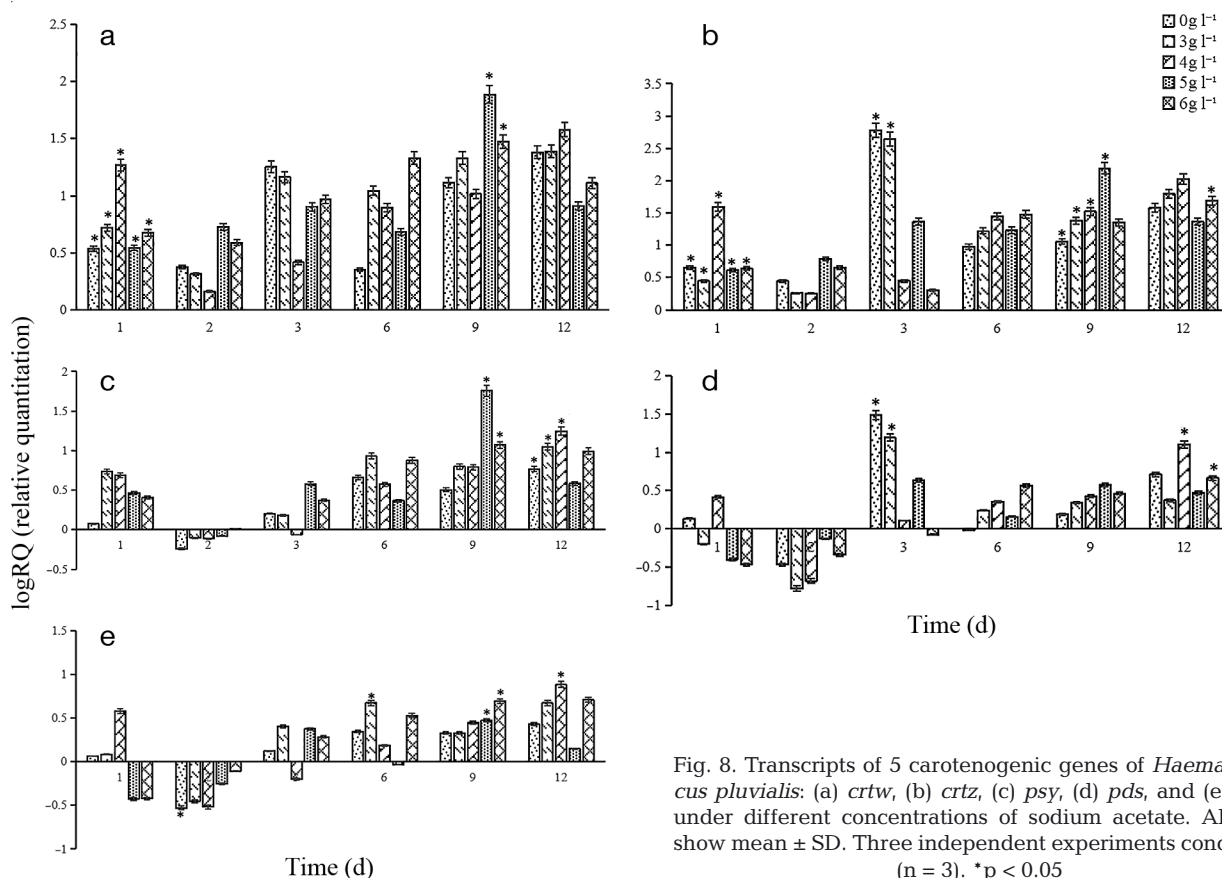 a
2.5
2
1.5
1
0.5
0
* * * * * * *
1 2 3 6 9 12
b
0g l⁻¹
3g l⁻¹
4g l⁻¹
5g l⁻¹
6g l⁻¹
3.5
3
2.5
2
1.5
1
0.5
0
* * * * * * * * * * * *
1 2 3 6 9 12
logRQ (relative quantitation)
c
2
1.5
1
0.5
0
–0.5
* * * * *
1 2 3 6 9 12
d
2
1.5
1
0.5
0
–0.5
–1
* * * *
1 2 3 6 9 12
Time (d)
e
1.5
1
0.5
0
–0.5
–1
* * * * *
1 6 9 12
Time (d)
Fig. 8. Transcripts of 5 carotenogenic genes of Haema
cus pluvialis: (a) crtw, (b) crtz, (c) psy, (d) pds, and (e
under different concentrations of sodium acetate. Al
show mean ± SD. Three independent experiments conc
(n = 3). *p < 0.05